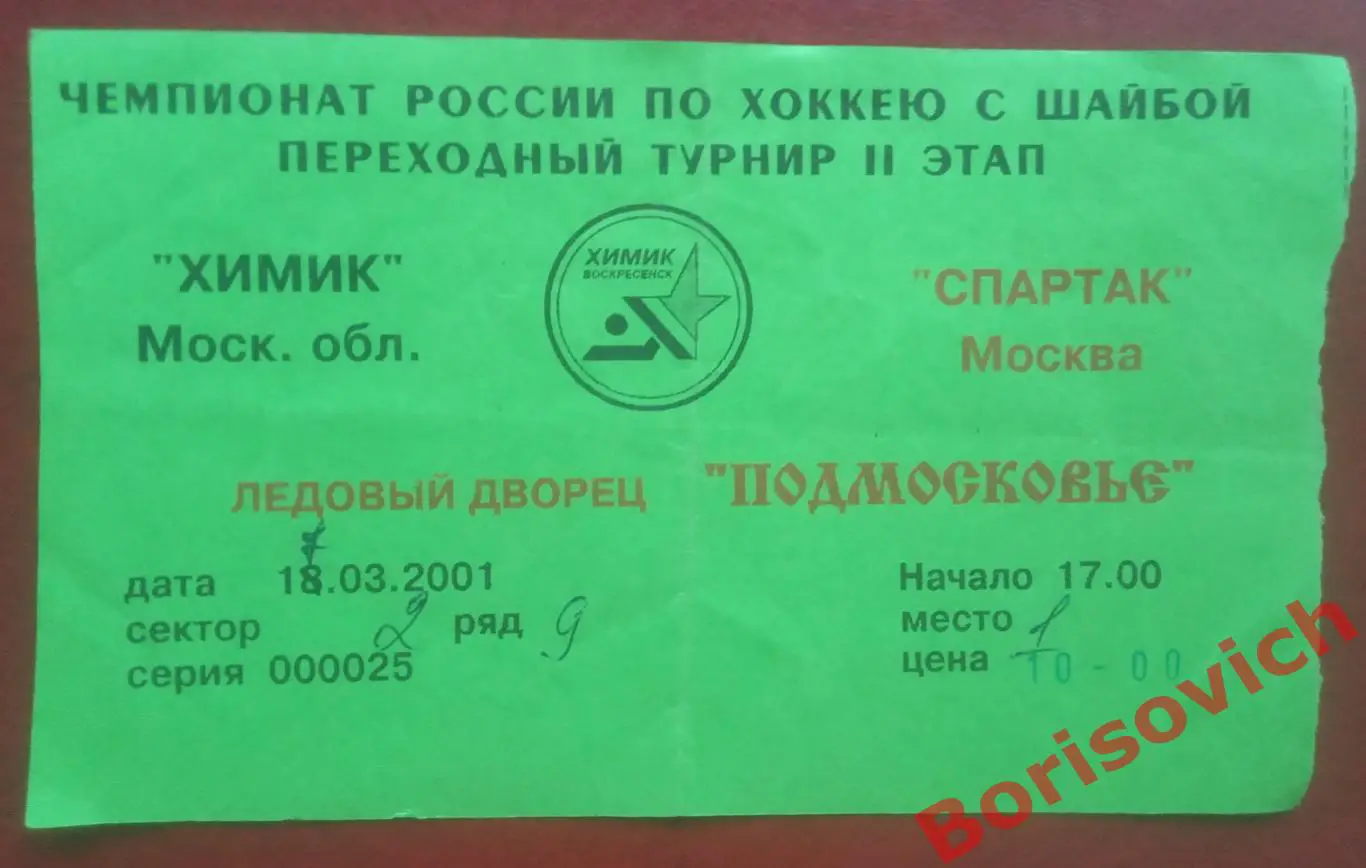 ЧЕМПИОНАТ РОССИИ ПО ХОККЕЮ С ШАЙБОЙ
ПЕРЕХОДНЫЙ ТУРНИР II ЭТАП
"ХИМИК"
Моск. обл.
ХИМИК
ВОСКРЕСЕНСК
"СПАРТАК"
Москва
ЛЕДОВЫЙ ДВОРЕЦ "ПОДМОСКОВЬЕ"
7
дата 18.03.2001 Начало 17.00
сектор 2 ряд 9 место 1
серия 000025 цена 10-00
Borisovich